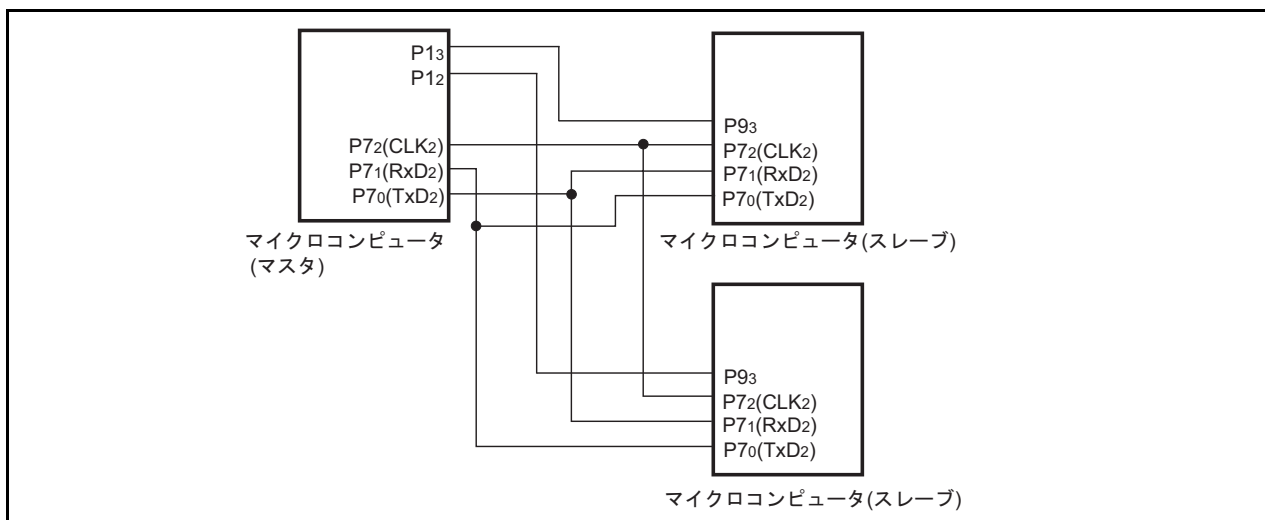 P13
P12
P72(CLK2)
P71(RxD2)
P70(TxD2)
マイクロコンピュータ
(マスタ)
P93
P72(CLK2)
P71(RxD2)
P70(TxD2)
マイクロコンピュータ(スレーブ)
P93
P72(CLK2)
P71(RxD2)
P70(TxD2)
マイクロコンピュータ(スレーブ)